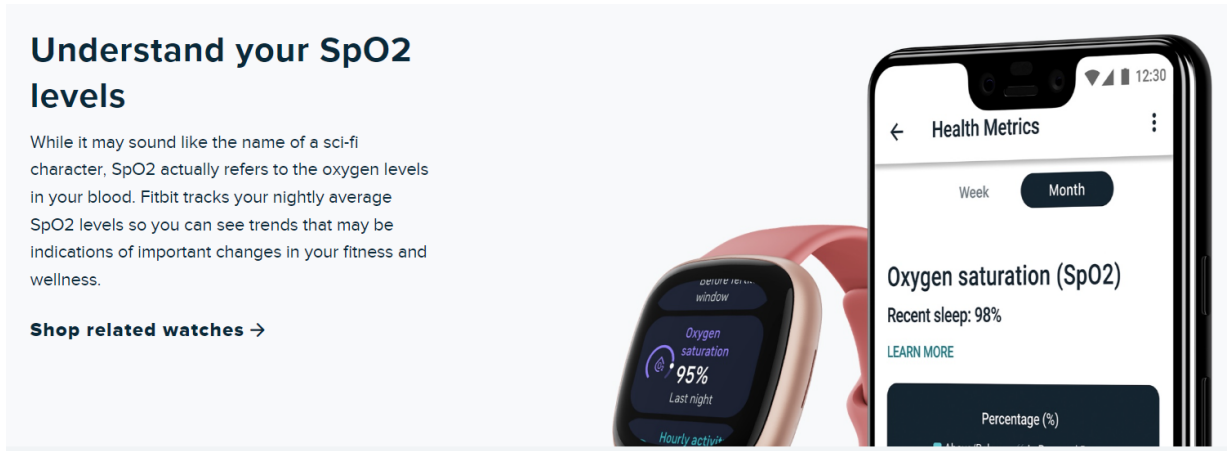 Understand your SpO2
levels
While it may sound like the name of a sci-fi
character, SpO2 actually refers to the oxygen levels
in your blood. Fitbit tracks your nightly average
SpO2 levels so you can see trends that may be
indications of important changes in your fitness and
wellness.
Shop related watches →
window
Oxygen
saturation
95%
Last night
Hourly activit
12:30
Health Metrics
Week Month
Oxygen saturation (SpO2)
Recent sleep: 98%
LEARN MORE
Percentage (%)